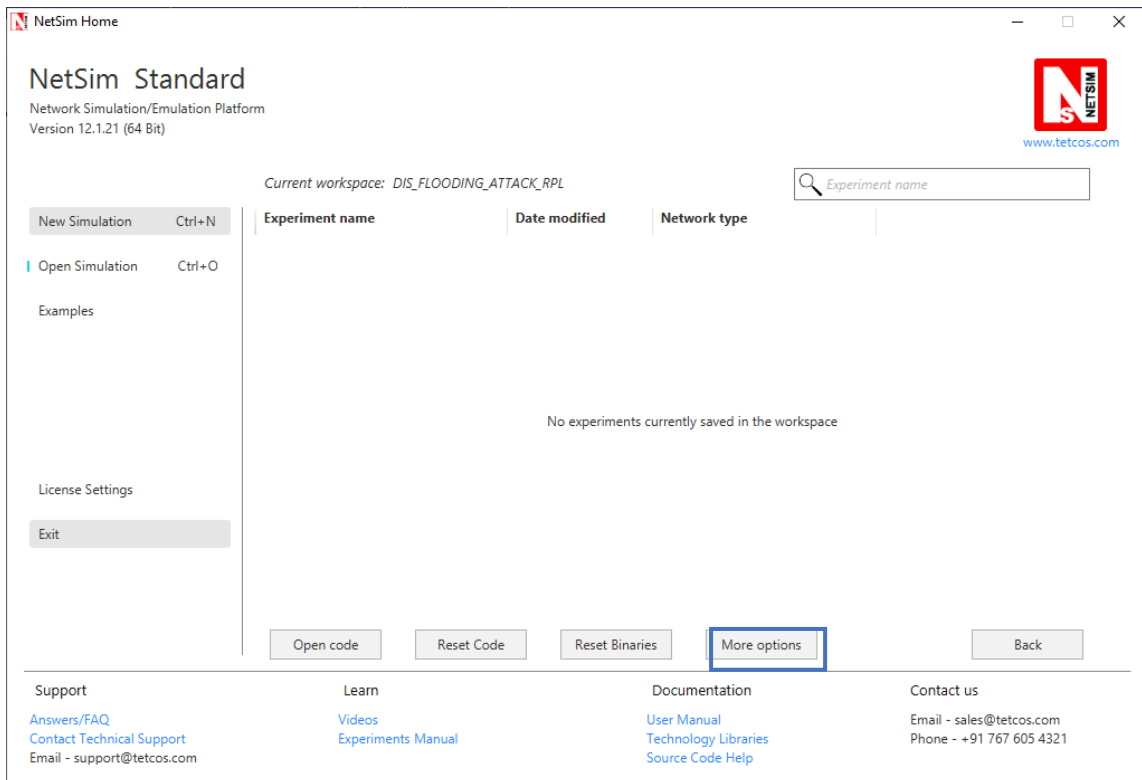 NetSim Home
NetSim Standard
Network Simulation/Emulation Platform
Version 12.1.21 (64 Bit)
NETSIM
NS
www.tetcos.com
Current workspace: DIS_FLOODING_ATTACK_RPL
Experiment name
New Simulation Ctrl+N
Experiment name Date modified Network type
Open Simulation Ctrl+O
Examples
No experiments currently saved in the workspace
License Settings
Exit
Open code Reset Code Reset Binaries More options Back
Support Learn Documentation Contact us
Answers/FAQ Videos User Manual Email - sales@tetcos.com
Contact Technical Support Experiments Manual Technology Libraries Phone - +91 767 605 4321
Email - support@tetcos.com Source Code Help